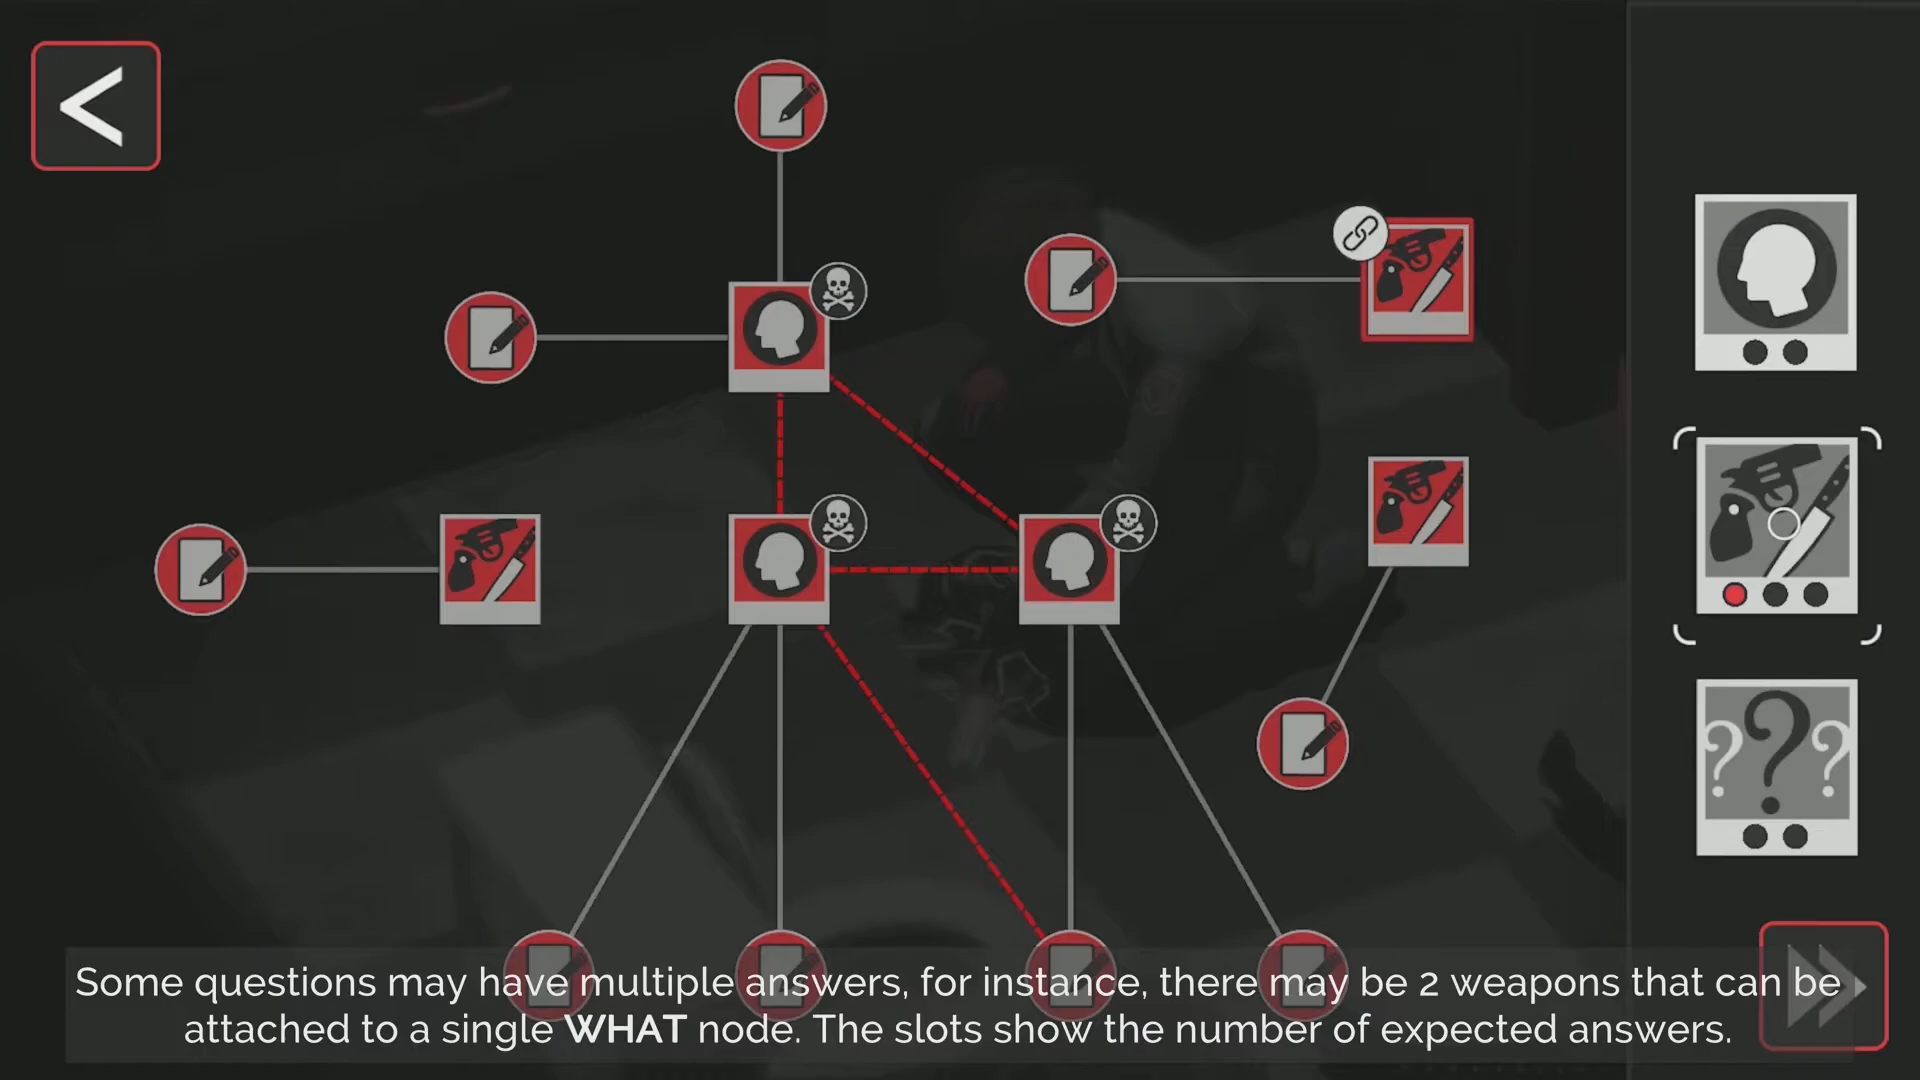 Some questions may have multiple answers, for instance, there may be 2 weapons that can be
attached to a single WHAT node. The slots show the number of expected answers.